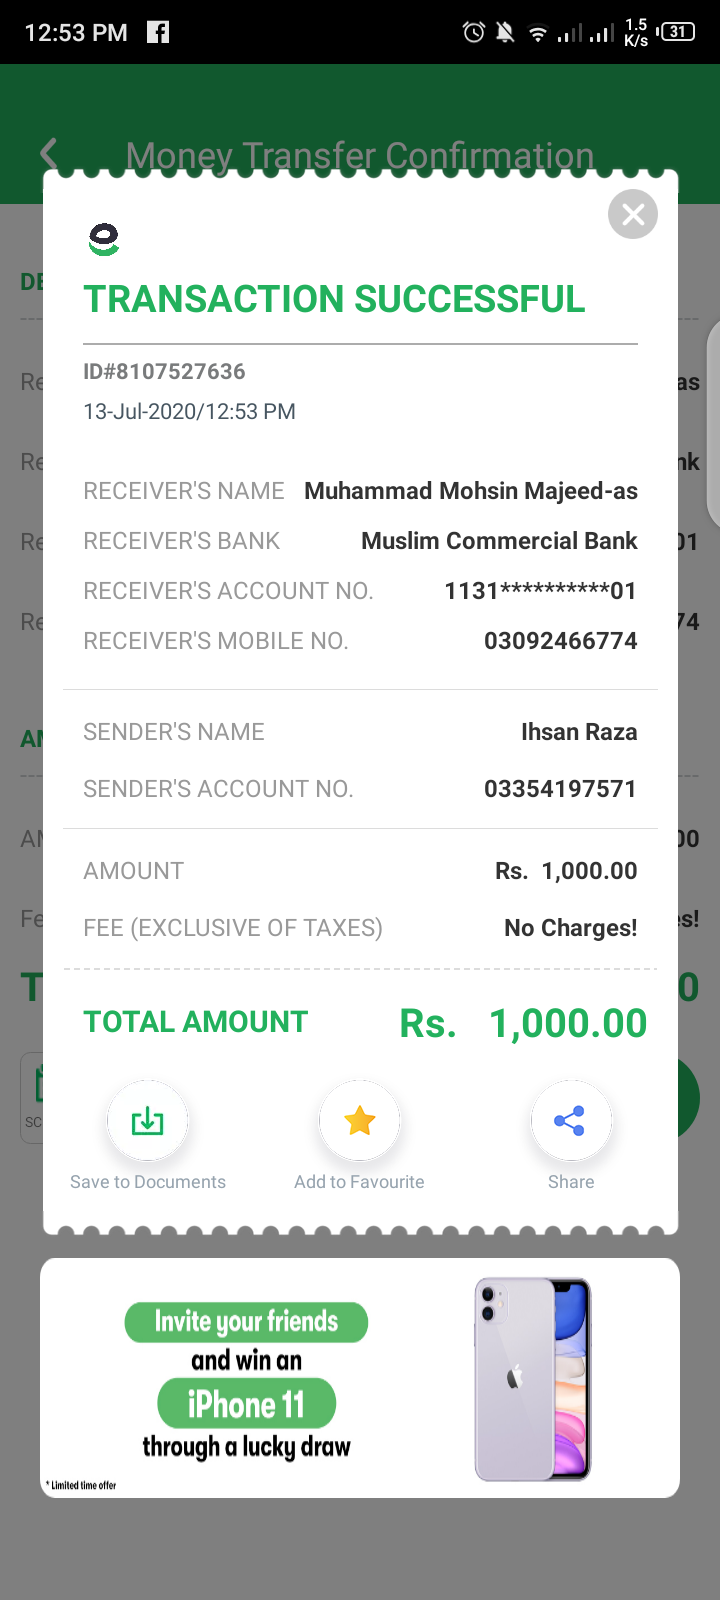 12:53 PM
1.5
K/s
31
Money Transfer Confirmation
TRANSACTION SUCCESSFUL
ID#8107527636
13-Jul-2020/12:53 PM
RECEIVER'S NAME Muhammad Mohsin Majeed-as
RECEIVER'S BANK Muslim Commercial Bank
RECEIVER'S ACCOUNT NO. 1131**********01
RECEIVER'S MOBILE NO. 03092466774
SENDER'S NAME Ihsan Raza
SENDER'S ACCOUNT NO. 03354197571
AMOUNT Rs. 1,000.00
FEE (EXCLUSIVE OF TAXES) No Charges!
TOTAL AMOUNT Rs. 1,000.00
Save to Documents Add to Favourite Share
Invite your friends
and win an
iPhone 11
through a lucky draw
* Limited time offer